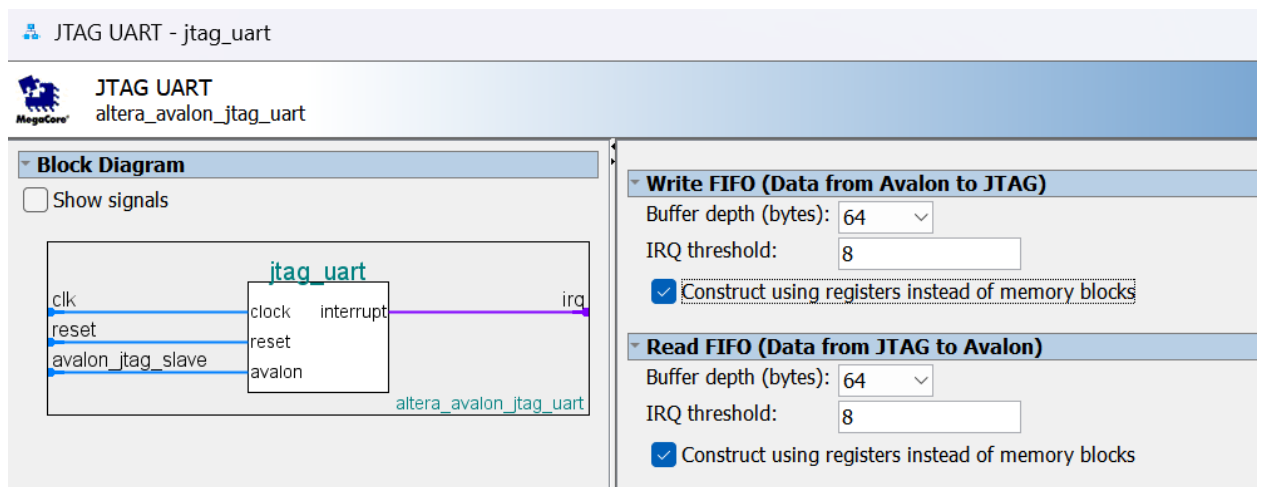 JTAG UART - jtag_uart
MegaCore'
JTAG UART
altera_avalon_jtag_uart
Block Diagram
Show signals
jtag_uart
clk
irq
clock
interrupt
reset
reset
avalon_jtag_slave
avalon
altera_avalon_jtag_uart
Write FIFO (Data from Avalon to JTAG)
Buffer depth (bytes): 64
IRQ threshold: 8
Construct using registers instead of memory blocks
Read FIFO (Data from JTAG to Avalon)
Buffer depth (bytes): 64
IRQ threshold: 8
Construct using registers instead of memory blocks